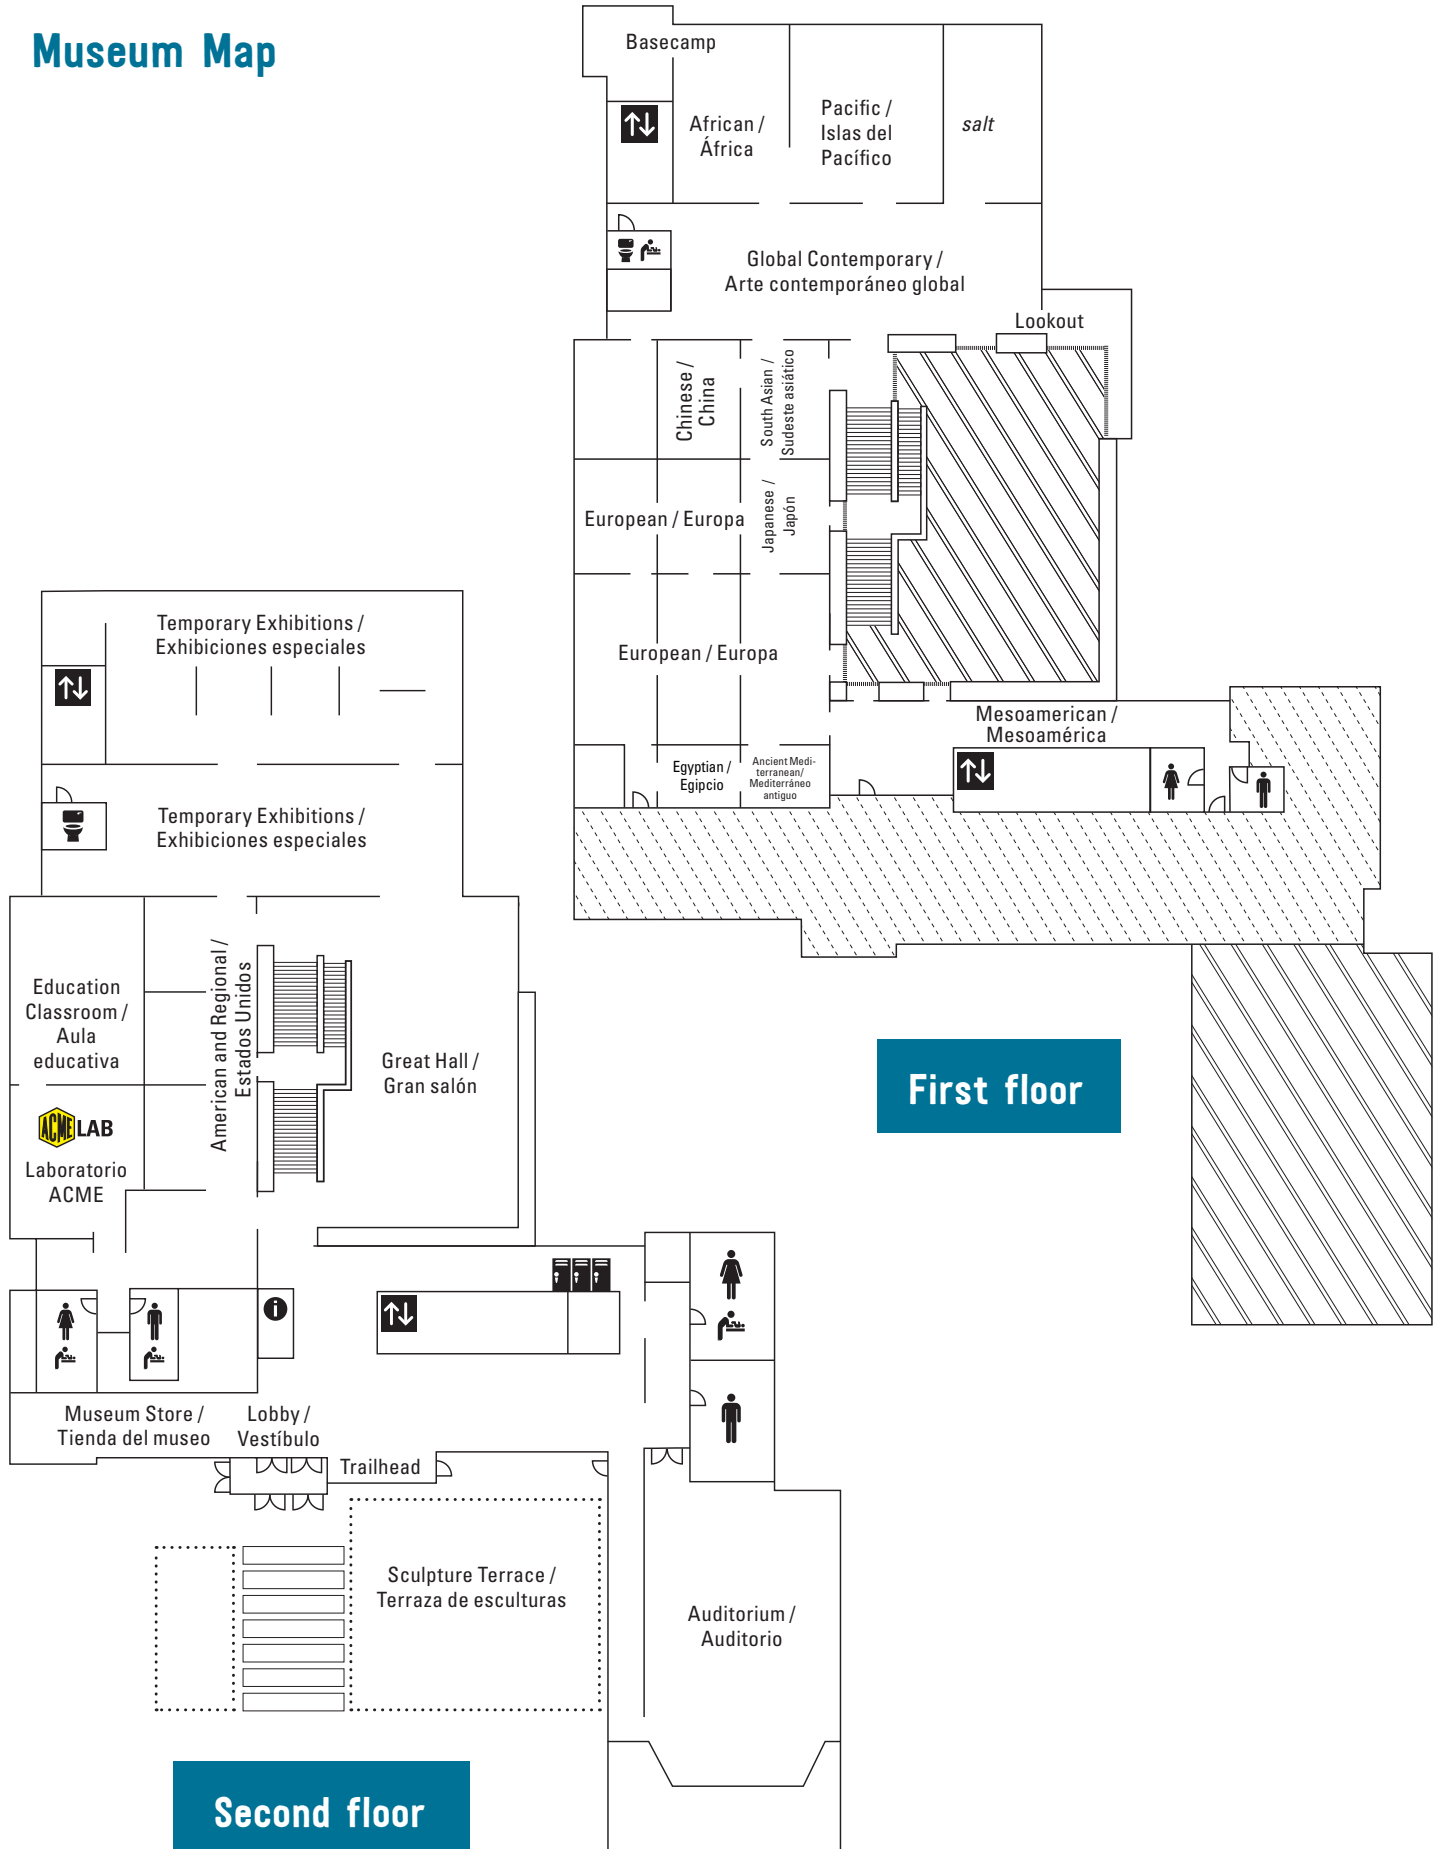 Museum Map
Basecamp
African /
África
Pacific /
Islas del
Pacífico
salt
Global Contemporary /
Arte contemporáneo global
Lookout
Chinese /
China
South Asian /
Sudeste asiático
European / Europa
Japanese /
Japón
European / Europa
Mesoamerican /
Mesoamérica
Egyptian /
Egipcio
Ancient Medi-
terranean/
Mediterráneo
antiguo
First floor
Temporary Exhibitions /
Exhibiciones especiales
Temporary Exhibitions /
Exhibiciones especiales
Education
Classroom /
Aula
educativa
American and Regional /
Estados Unidos
Great Hall /
Gran salón
ACME LAB
Laboratorio
ACME
i
Museum Store /
Tienda del museo
Lobby /
Vestíbulo
Trailhead
Sculpture Terrace /
Terraza de esculturas
Auditorium /
Auditorio
Second floor